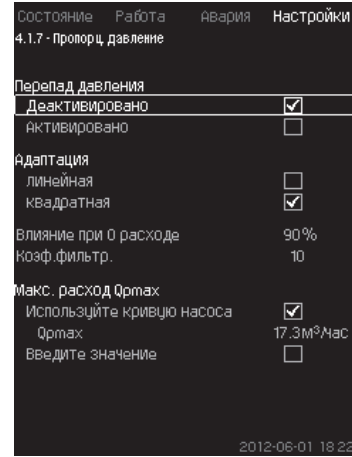 Состояние Работа Авария Настройки
4.1.7 - Пропорц. давление
Перепад давления
Деактивировано
Активировано
Адаптация
линейная
квадратная
Влияние при 0 расходе 90%
Коэф.фильтр. 10
Макс. расход Qpmax
Используйте кривую насоса
Qpmax 17.3м³/час
Введите значение
2012-06-01 18:22